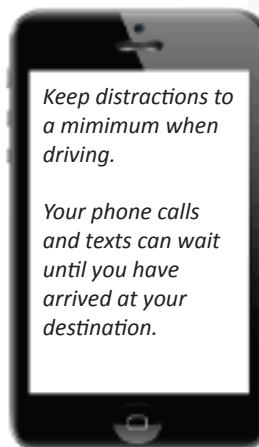 Keep distractions to
a mimimum when
driving.
Your phone calls
and texts can wait
until you have
arrived at your
destination.